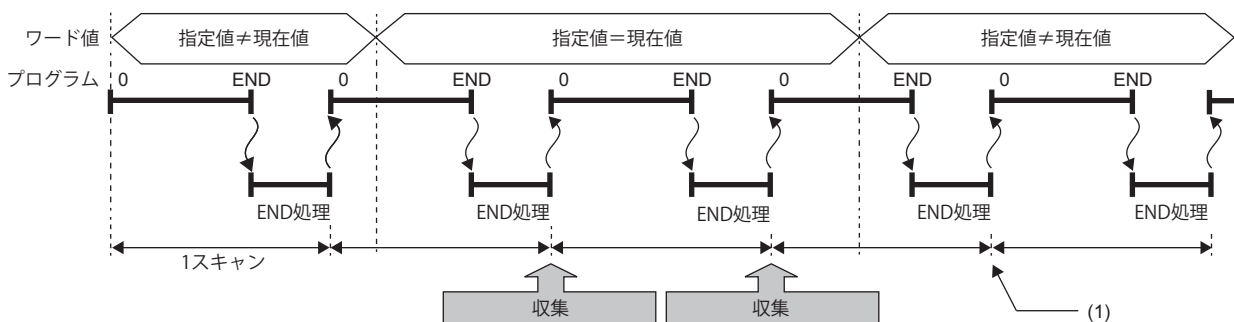 ワード値 指定値≠現在値 指定値＝現在値 指定値≠現在値
プログラム 0 END 0 END 0 END 0 END 0 END
END処理 END処理 END処理 END処理 END処理
1スキャン
収集 収集 (1)